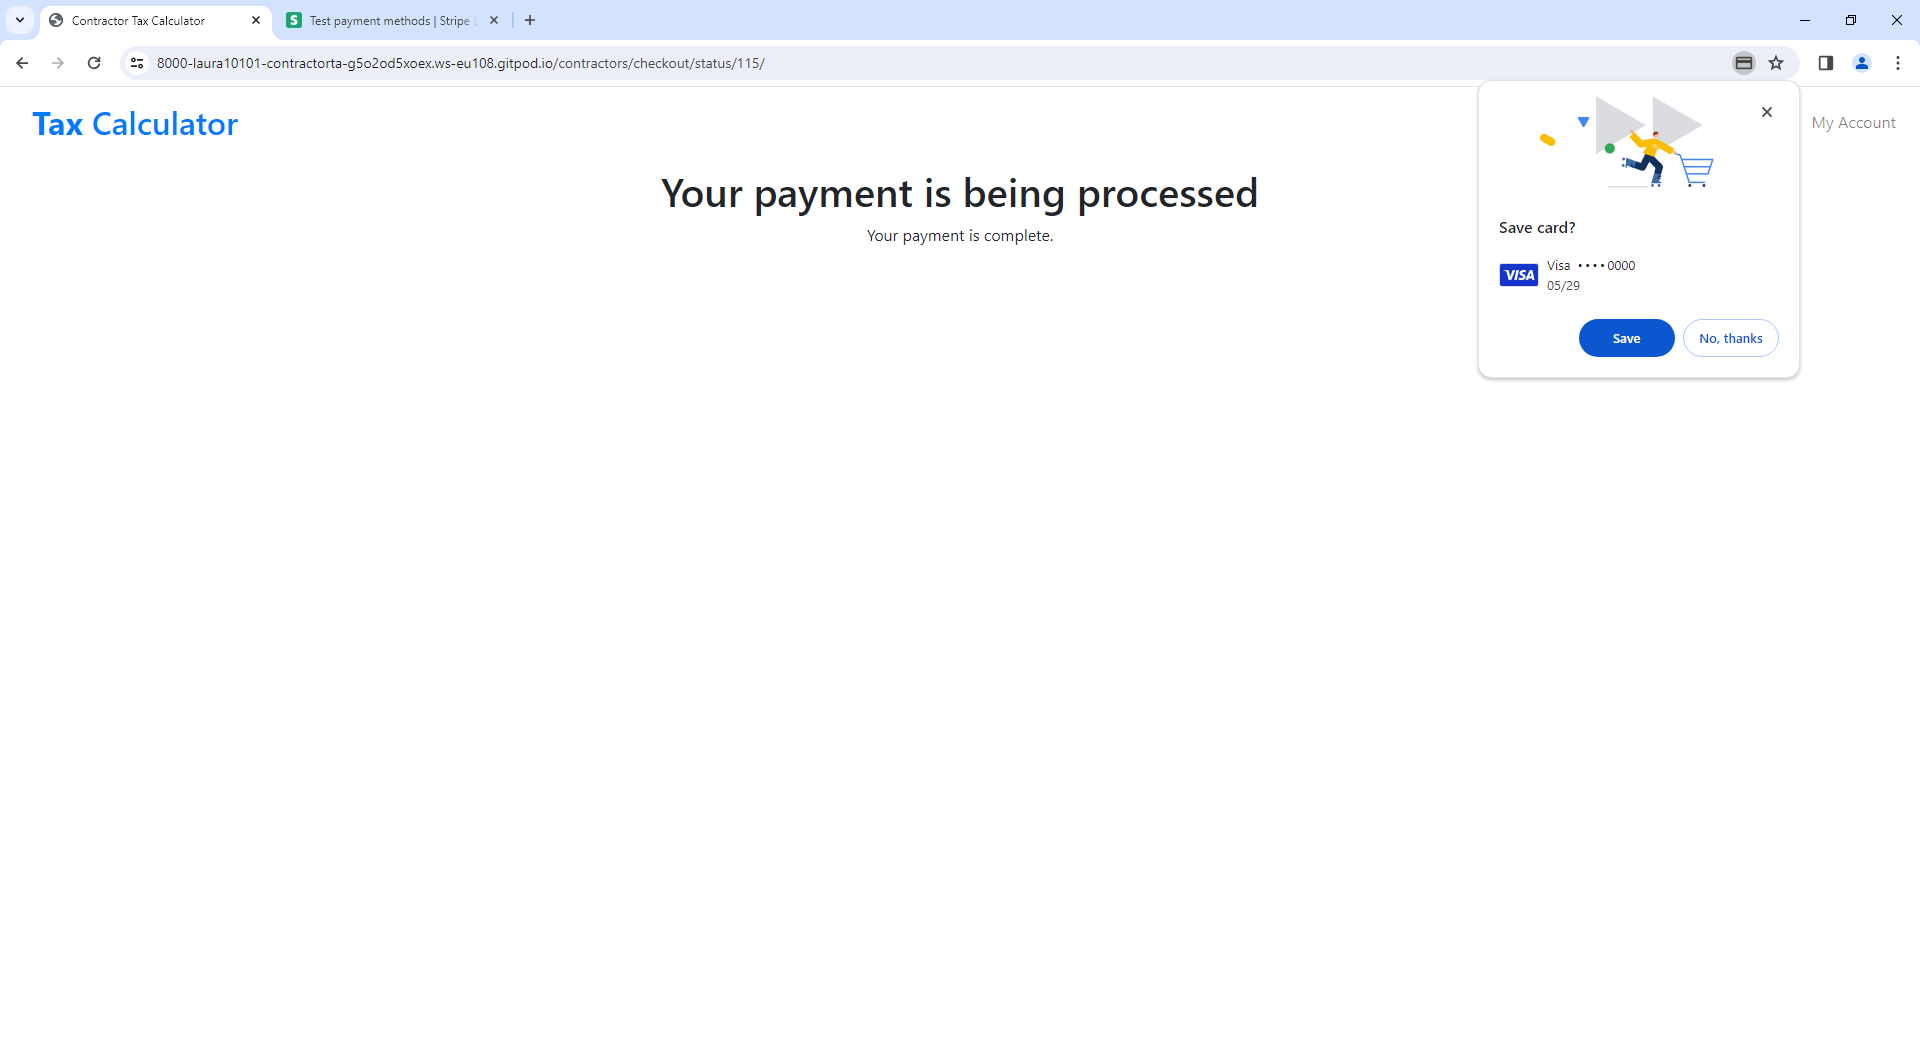 Contractor Tax Calculator
S Test payment methods | Stripe
8000-laura10101-contractorta-g5o2od5xoex.ws-eu108.gitpod.io/contractors/checkout/status/115/
Tax Calculator
My Account
Your payment is being processed
Your payment is complete.
Save card?
VISA
Visa ••••0000
05/29
Save
No, thanks